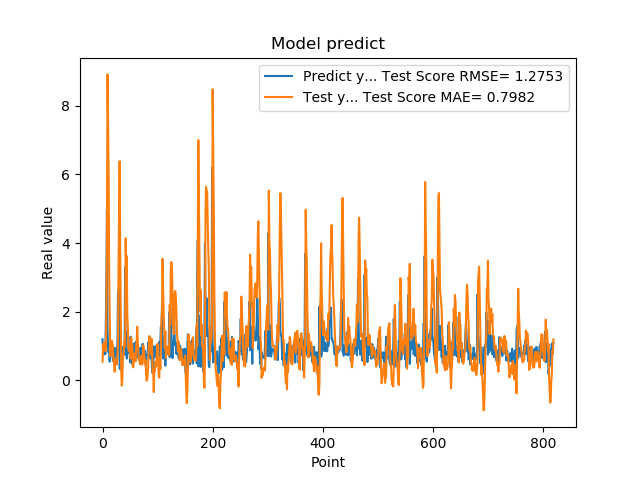 Model predict
Predict y... Test Score RMSE= 1.2753
Test y... Test Score MAE= 0.7982
Real value
8
6
4
2
0
0 200 400 600 800
Point